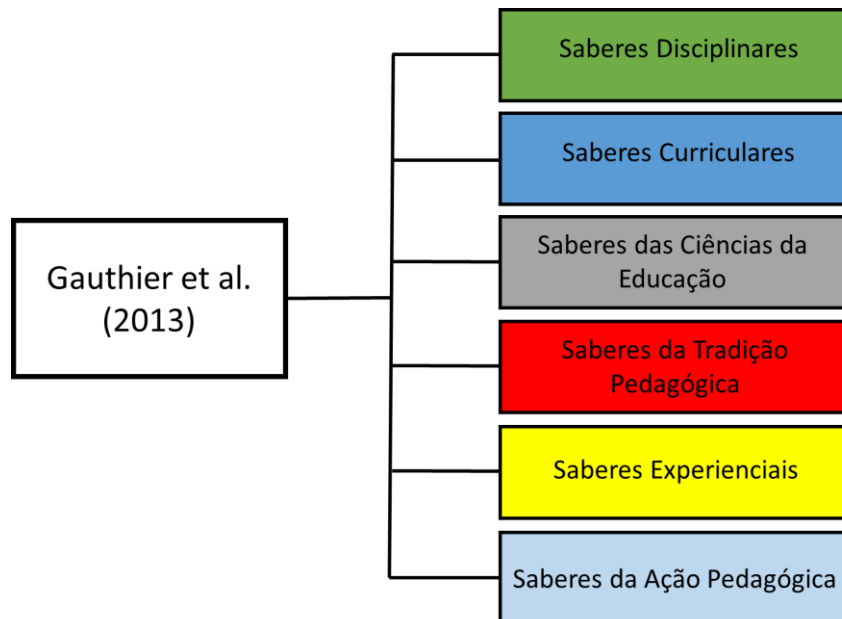 Gauthier et al.
(2013)
Saberes Disciplinares
Saberes Curriculares
Saberes das Ciências da
Educação
Saberes da Tradição
Pedagógica
Saberes Experienciais
Saberes da Ação Pedagógica